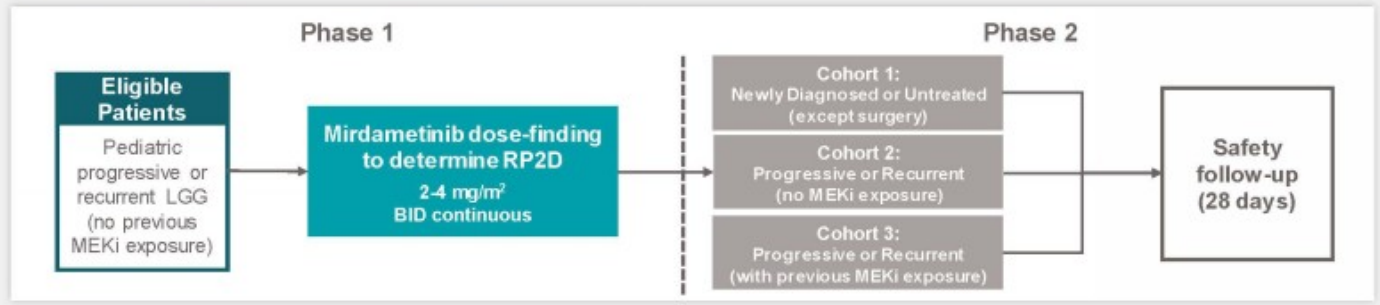 Phase 1
Phase 2
Eligible
Patients
Pediatric
progressive or
recurrent LGG
(no previous
MEKi exposure)
Mirdametinib dose-finding
to determine RP2D
2-4 mg/m²
BID continuous
Cohort 1:
Newly Diagnosed or Untreated
(except surgery)
Cohort 2:
Progressive or Recurrent
(no MEKi exposure)
Cohort 3:
Progressive or Recurrent
(with previous MEKi exposure)
Safety
follow-up
(28 days)